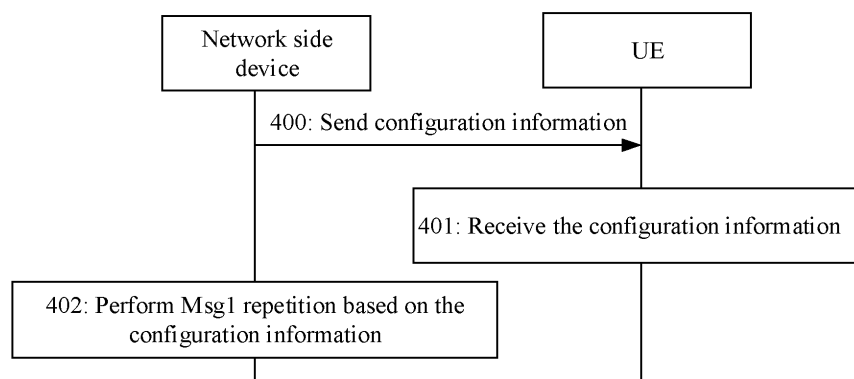 Network side
device
UE
400: Send configuration information
401: Receive the configuration information
402: Perform Msg1 repetition based on the
configuration information